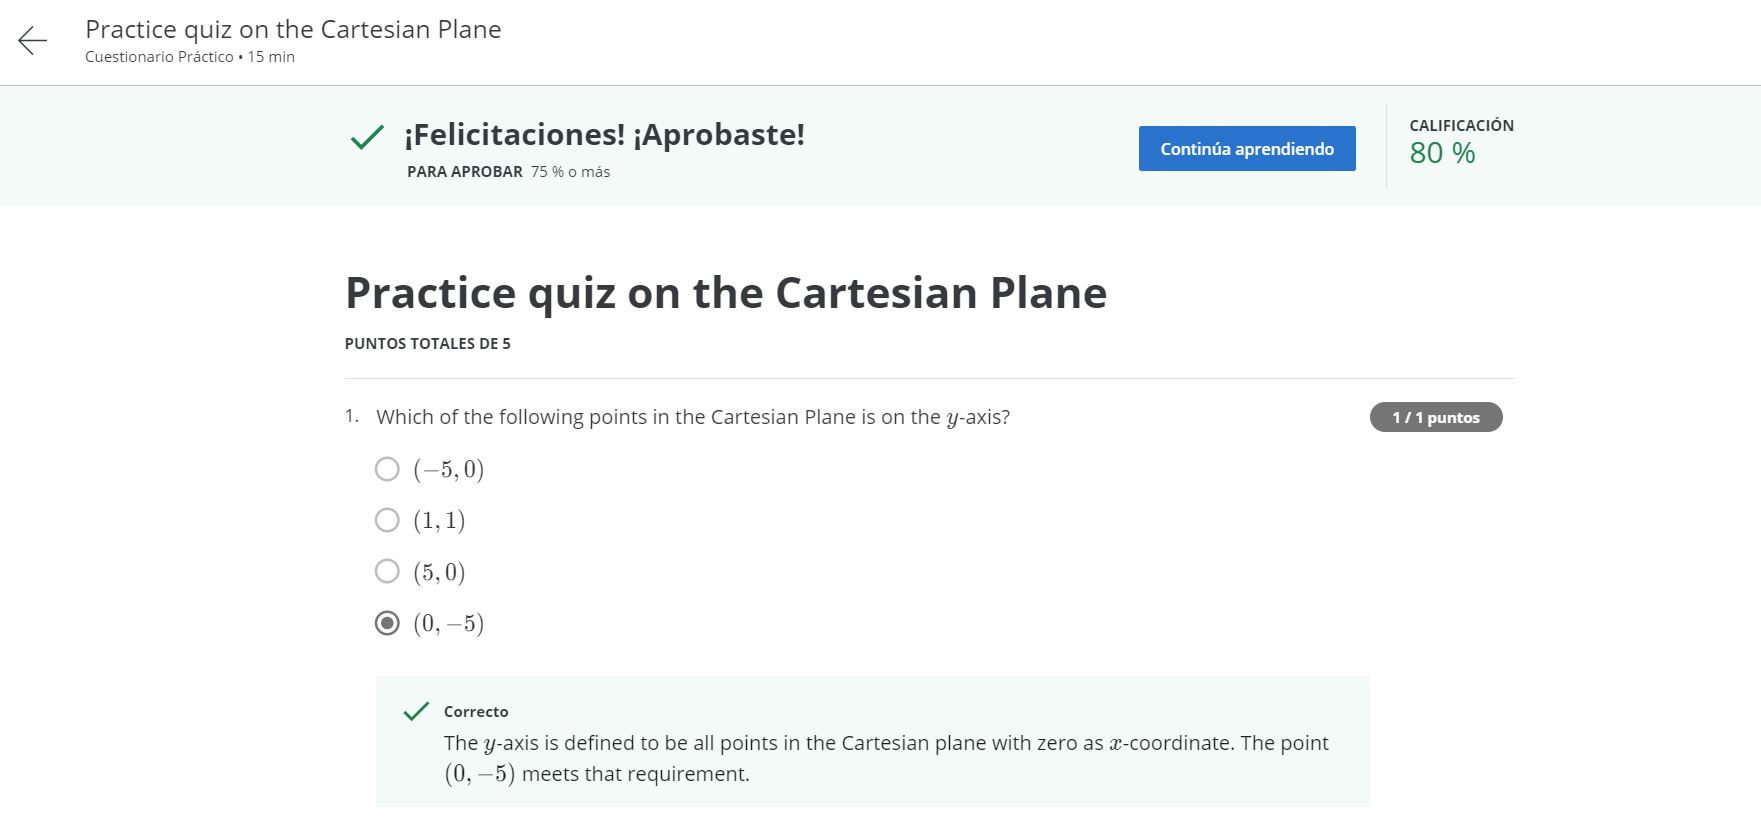 Practice quiz on the Cartesian Plane
Cuestionario Práctico • 15 min
¡Felicitaciones! ¡Aprobaste!
PARA APROBAR 75 % o más
Continúa aprendiendo
CALIFICACIÓN
80 %
Practice quiz on the Cartesian Plane
PUNTOS TOTALES DE 5
1. Which of the following points in the Cartesian Plane is on the y-axis?
1 / 1 puntos
(−5, 0)
(1, 1)
(5, 0)
(0, −5)
Correcto
The y-axis is defined to be all points in the Cartesian plane with zero as x-coordinate. The point
(0, −5) meets that requirement.